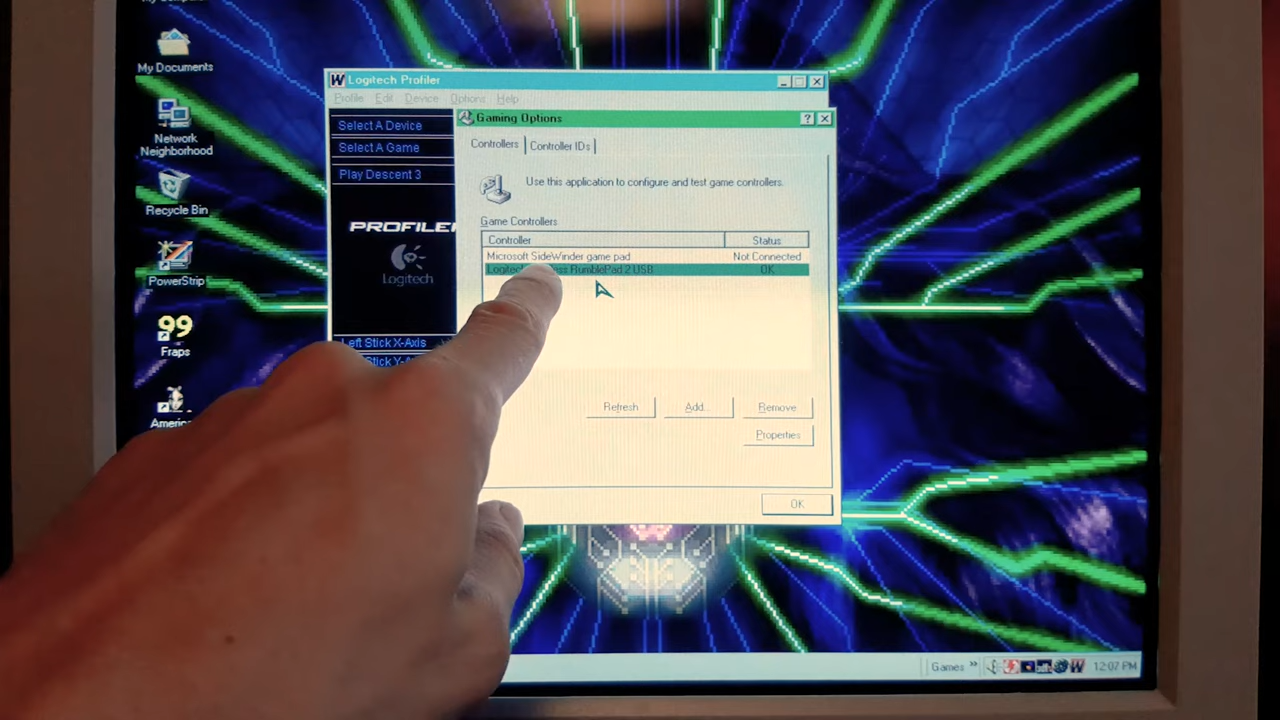 My Documents
Network
Neighborhood
Recycle Bin
PowerStrip
99
Fraps
Logitech Profiler
Profile Edit Device Options Help
Select A Device
Select A Game
Play Descent 3
PROFILER
Logitech
Left Stick X-Axis
Stick
Gaming Options
Controllers Controller IDs
Use this application to configure and test game controllers.
Game Controllers
Controller Status
Microsoft SideWinder game pad Not Connected
RumblePad 2 USB OK
Refresh Add... Remove
Properties
OK
Games » 12:07 PM